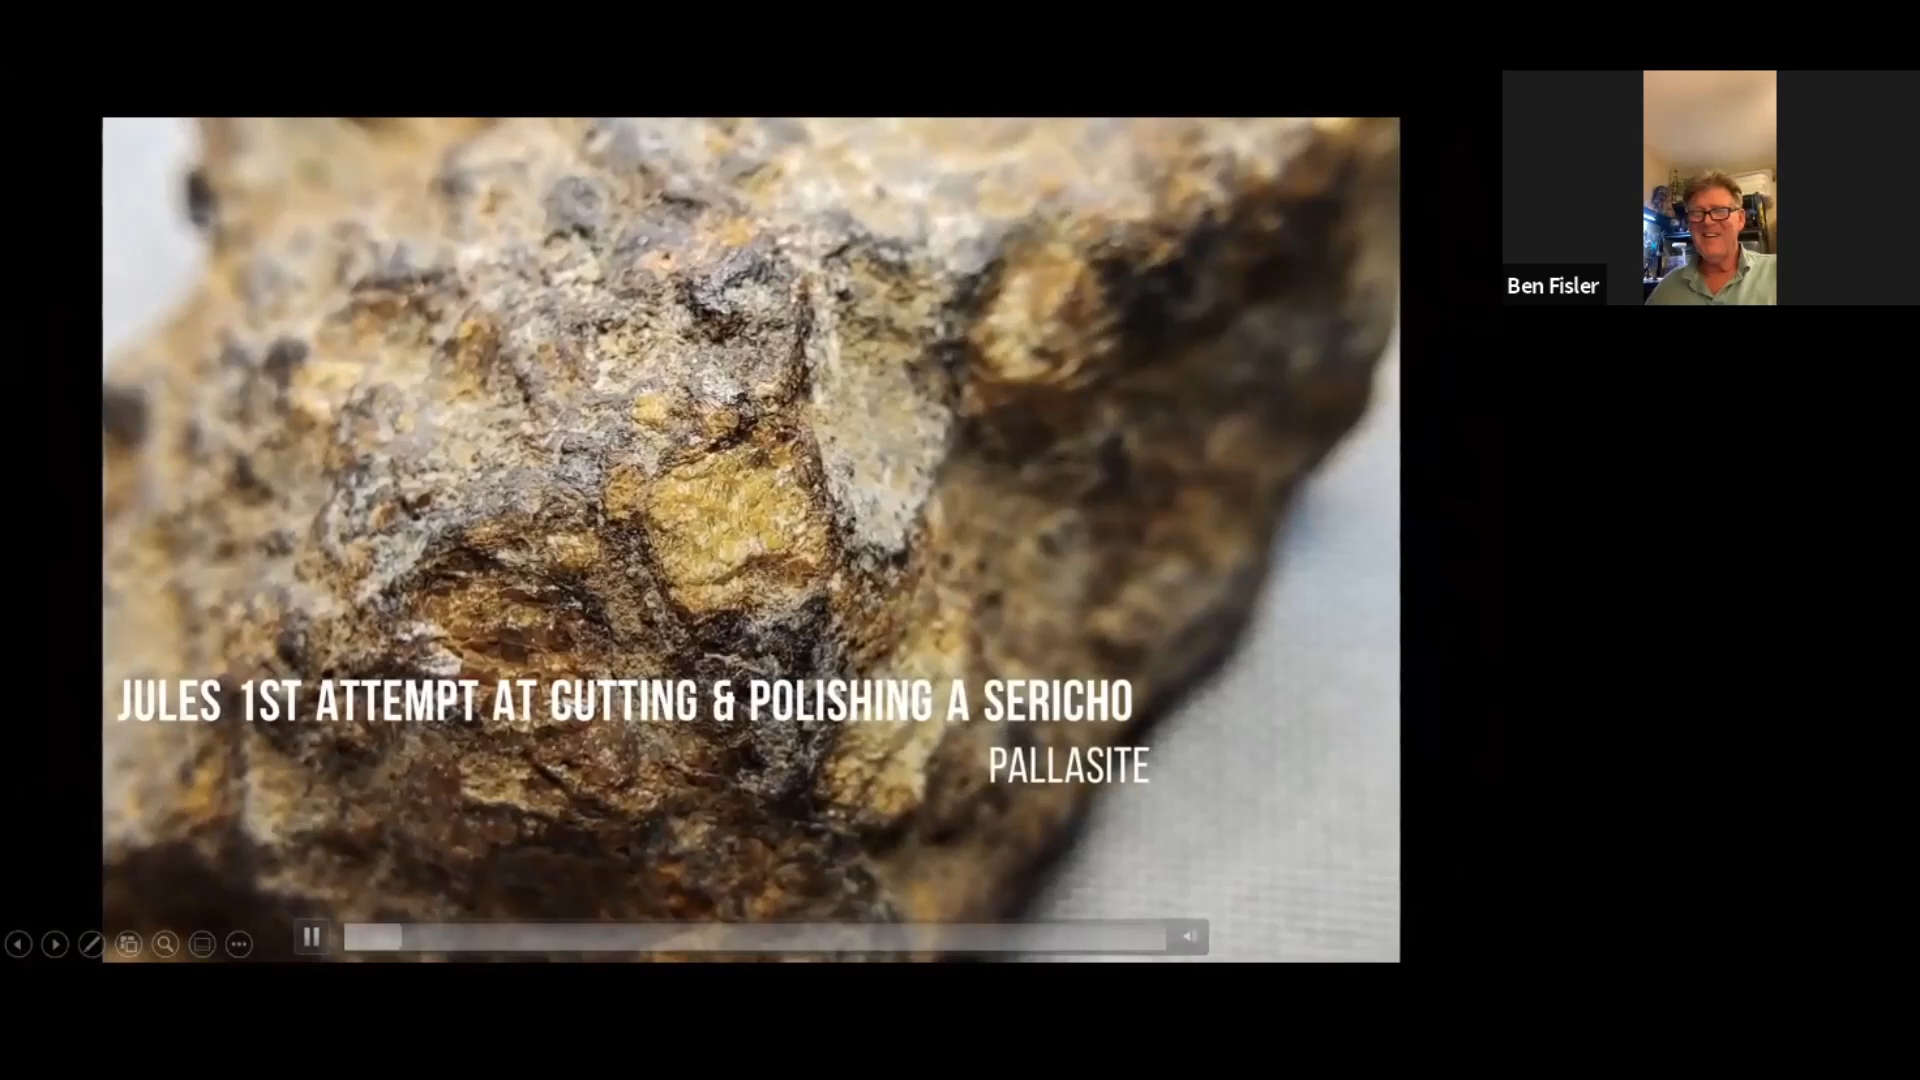 JULES 1ST ATTEMPT AT CUTTING & POLISHING A SERICHO
PALLASITE
Ben Fisler